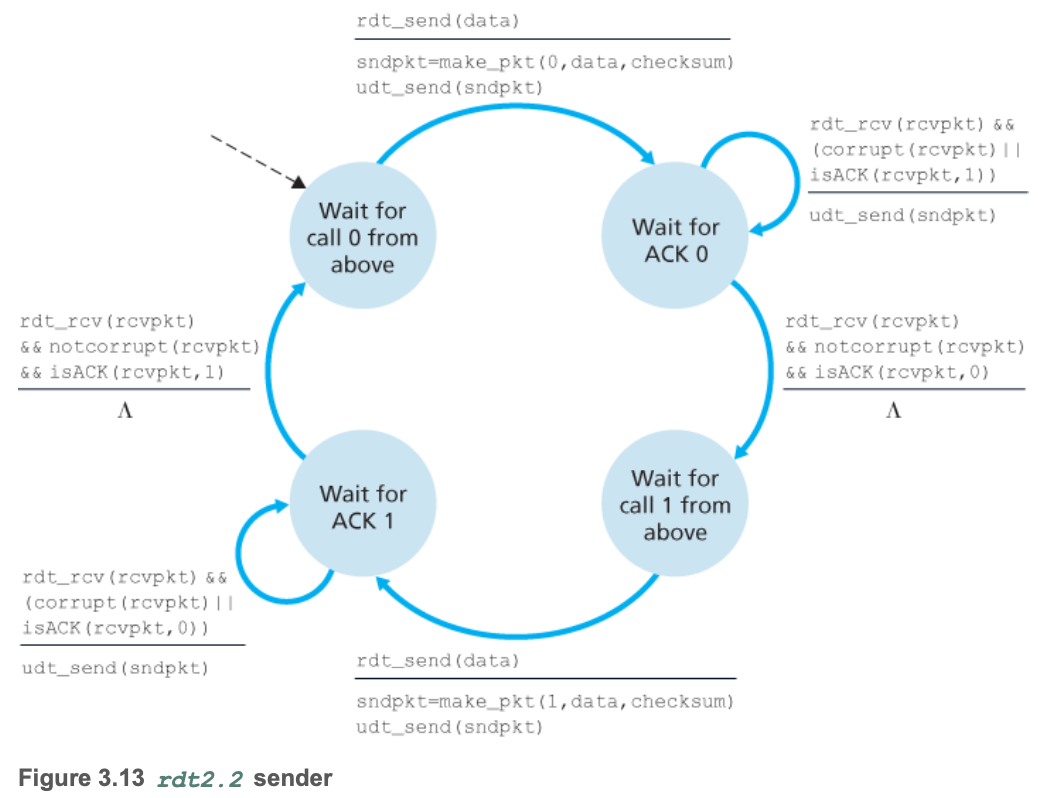 rdt_send(data)
sndpkt=make_pkt(0,data,checksum)
udt_send(sndpkt)
rdt_rcv(rcvpkt) &&
(corrupt(rcvpkt)||
isACK(rcvpkt,1))
udt_send(sndpkt)
Wait for
call 0 from
above
Wait for
ACK 0
rdt_rcv(rcvpkt)
&& notcorrupt(rcvpkt)
&& isACK(rcvpkt,1)
Λ
rdt_rcv(rcvpkt)
&& notcorrupt(rcvpkt)
&& isACK(rcvpkt,0)
Λ
Wait for
ACK 1
Wait for
call 1 from
above
rdt_rcv(rcvpkt) &&
(corrupt(rcvpkt)||
isACK(rcvpkt,0))
udt_send(sndpkt)
rdt_send(data)
sndpkt=make_pkt(1,data,checksum)
udt_send(sndpkt)
Figure 3.13 rdt2.2 sender